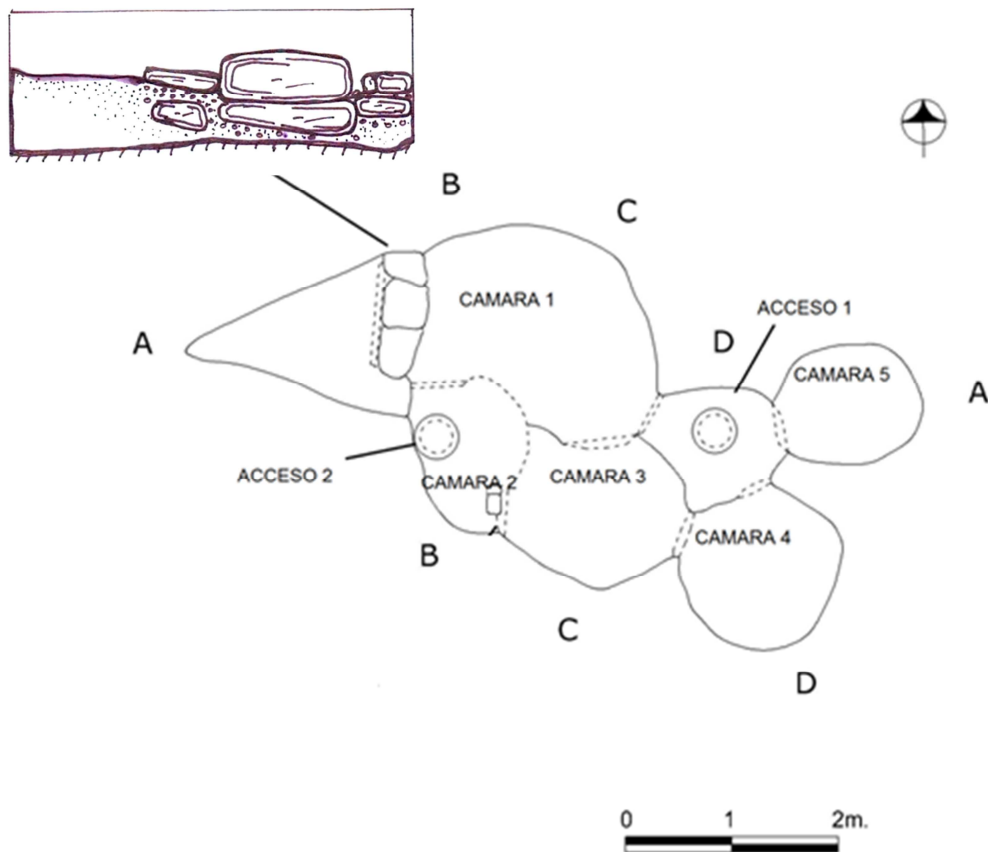 B
C
CAMARA 1
ACCESO 1
A
D
CAMARA 5
A
ACCESO 2
CAMARA 2
CAMARA 3
CAMARA 4
B
C
D
0 1 2m.